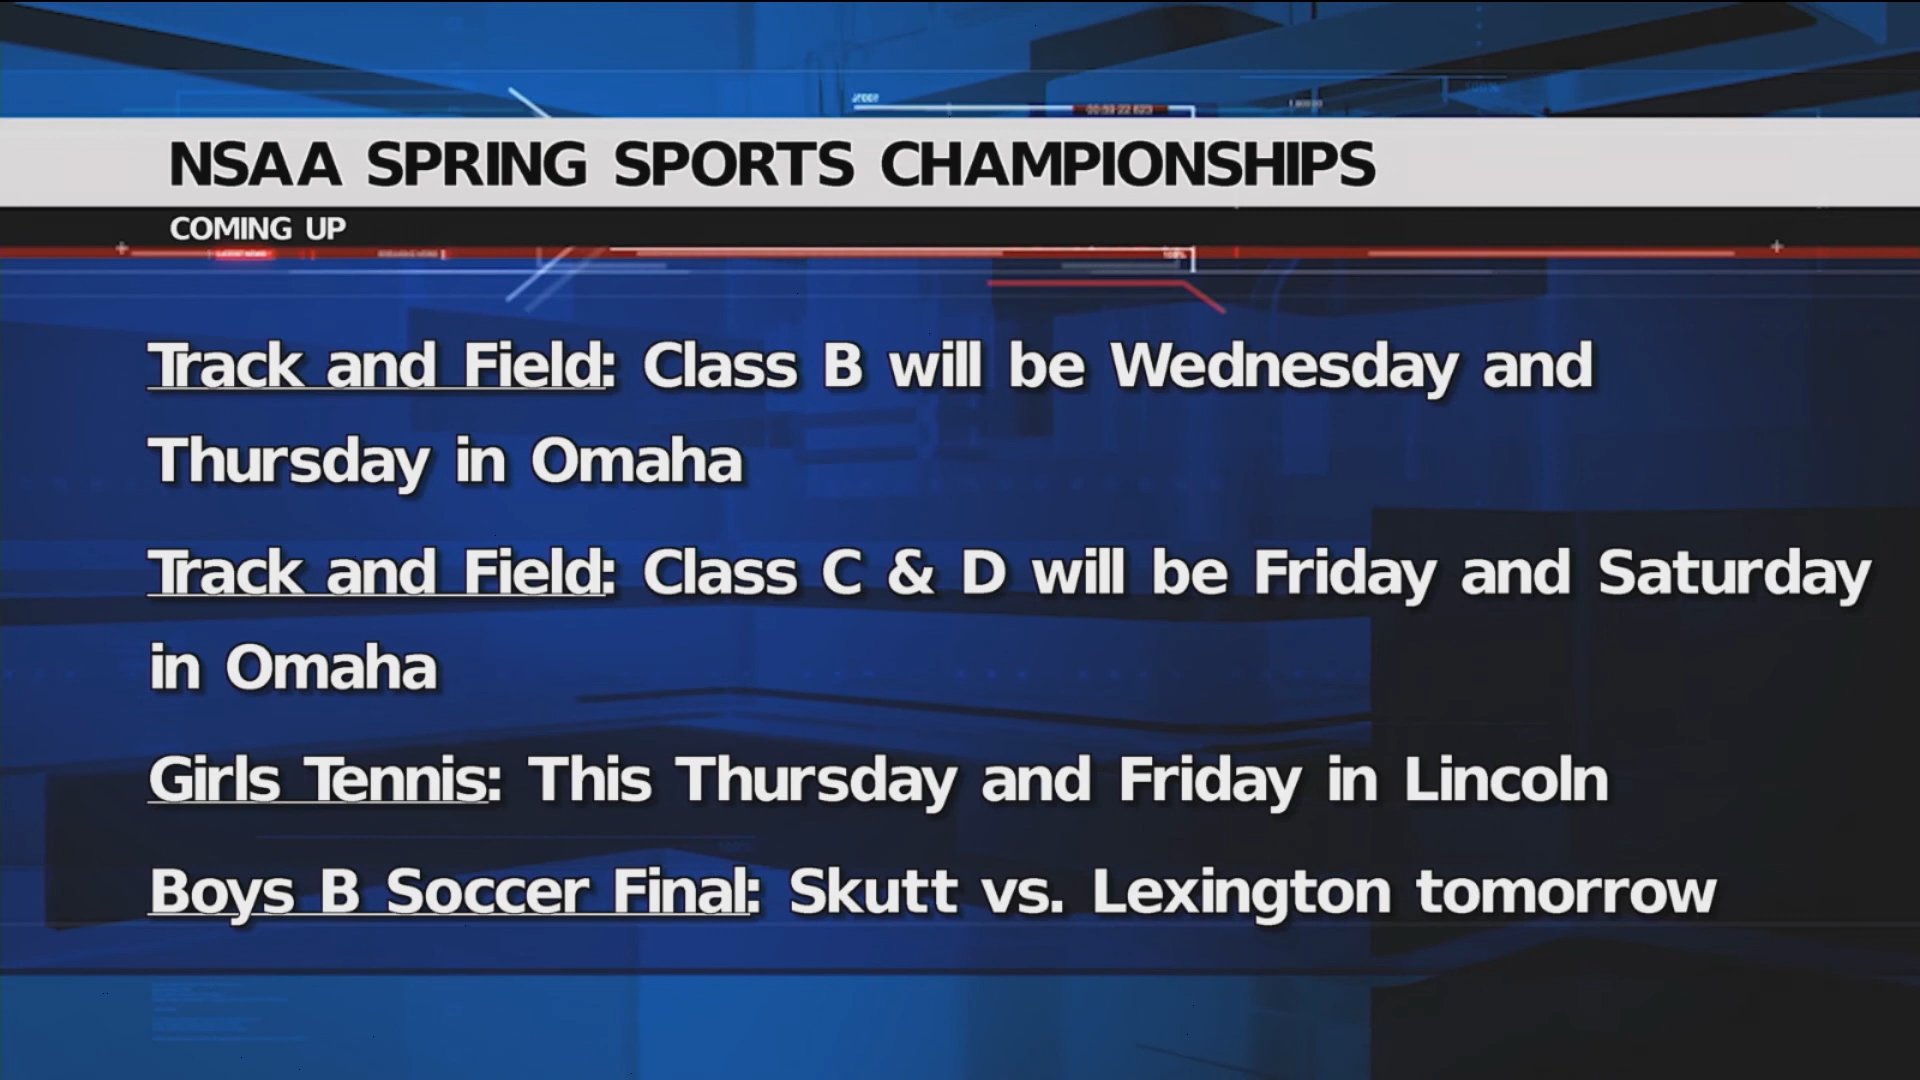 NSAA SPRING SPORTS CHAMPIONSHIPS
COMING UP
Track and Field: Class B will be Wednesday and
Thursday in Omaha
Track and Field: Class C & D will be Friday and Saturday
in Omaha
Girls Tennis: This Thursday and Friday in Lincoln
Boys B Soccer Final: Skutt vs. Lexington tomorrow